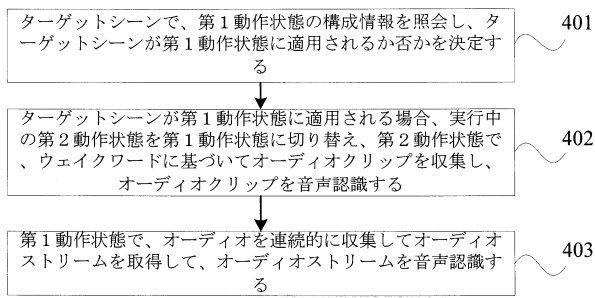 ターゲットシーンで、第１動作状態の構成情報を照会し、タ
ーゲットシーンが第１動作状態に適用されるか否かを決定す
る
401
ターゲットシーンが第１動作状態に適用される場合、実行中
の第２動作状態を第１動作状態に切り替え、第２動作状態で
、ウェイクワードに基づいてオーディオクリップを収集し、
オーディオクリップを音声認識する
402
第１動作状態で、オーディオを連続的に収集してオーディオ
ストリームを取得して、オーディオストリームを音声認識す
る
403